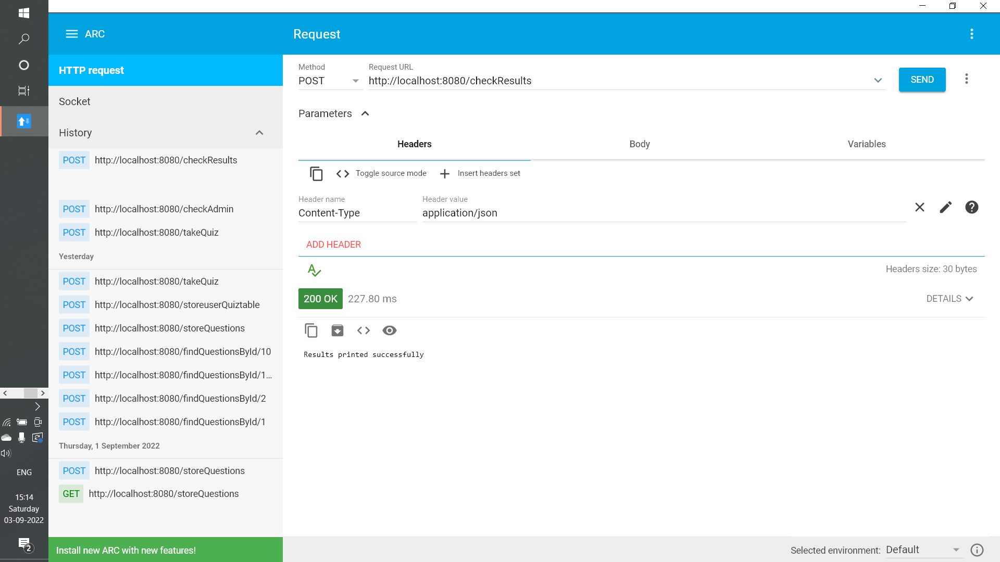 ARC
Request
HTTP request
Socket
History
POST http://localhost:8080/checkResults
POST http://localhost:8080/checkAdmin
POST http://localhost:8080/takeQuiz
Yesterday
POST http://localhost:8080/takeQuiz
POST http://localhost:8080/storeuserQuiztable
POST http://localhost:8080/storeQuestions
POST http://localhost:8080/findQuestionsById/10
POST http://localhost:8080/findQuestionsById/1...
POST http://localhost:8080/findQuestionsById/2
POST http://localhost:8080/findQuestionsById/1
Thursday, 1 September 2022
POST http://localhost:8080/storeQuestions
GET http://localhost:8080/storeQuestions
Install new ARC with new features!
Method Request URL
POST http://localhost:8080/checkResults
SEND
Parameters
Headers Body Variables
Toggle source mode Insert headers set
Header name Header value
Content-Type application/json
ADD HEADER
Headers size: 30 bytes
200 OK 227.80 ms DETAILS
Results printed successfully
Selected environment: Default
ENG
15:14
Saturday
03-09-2022
2